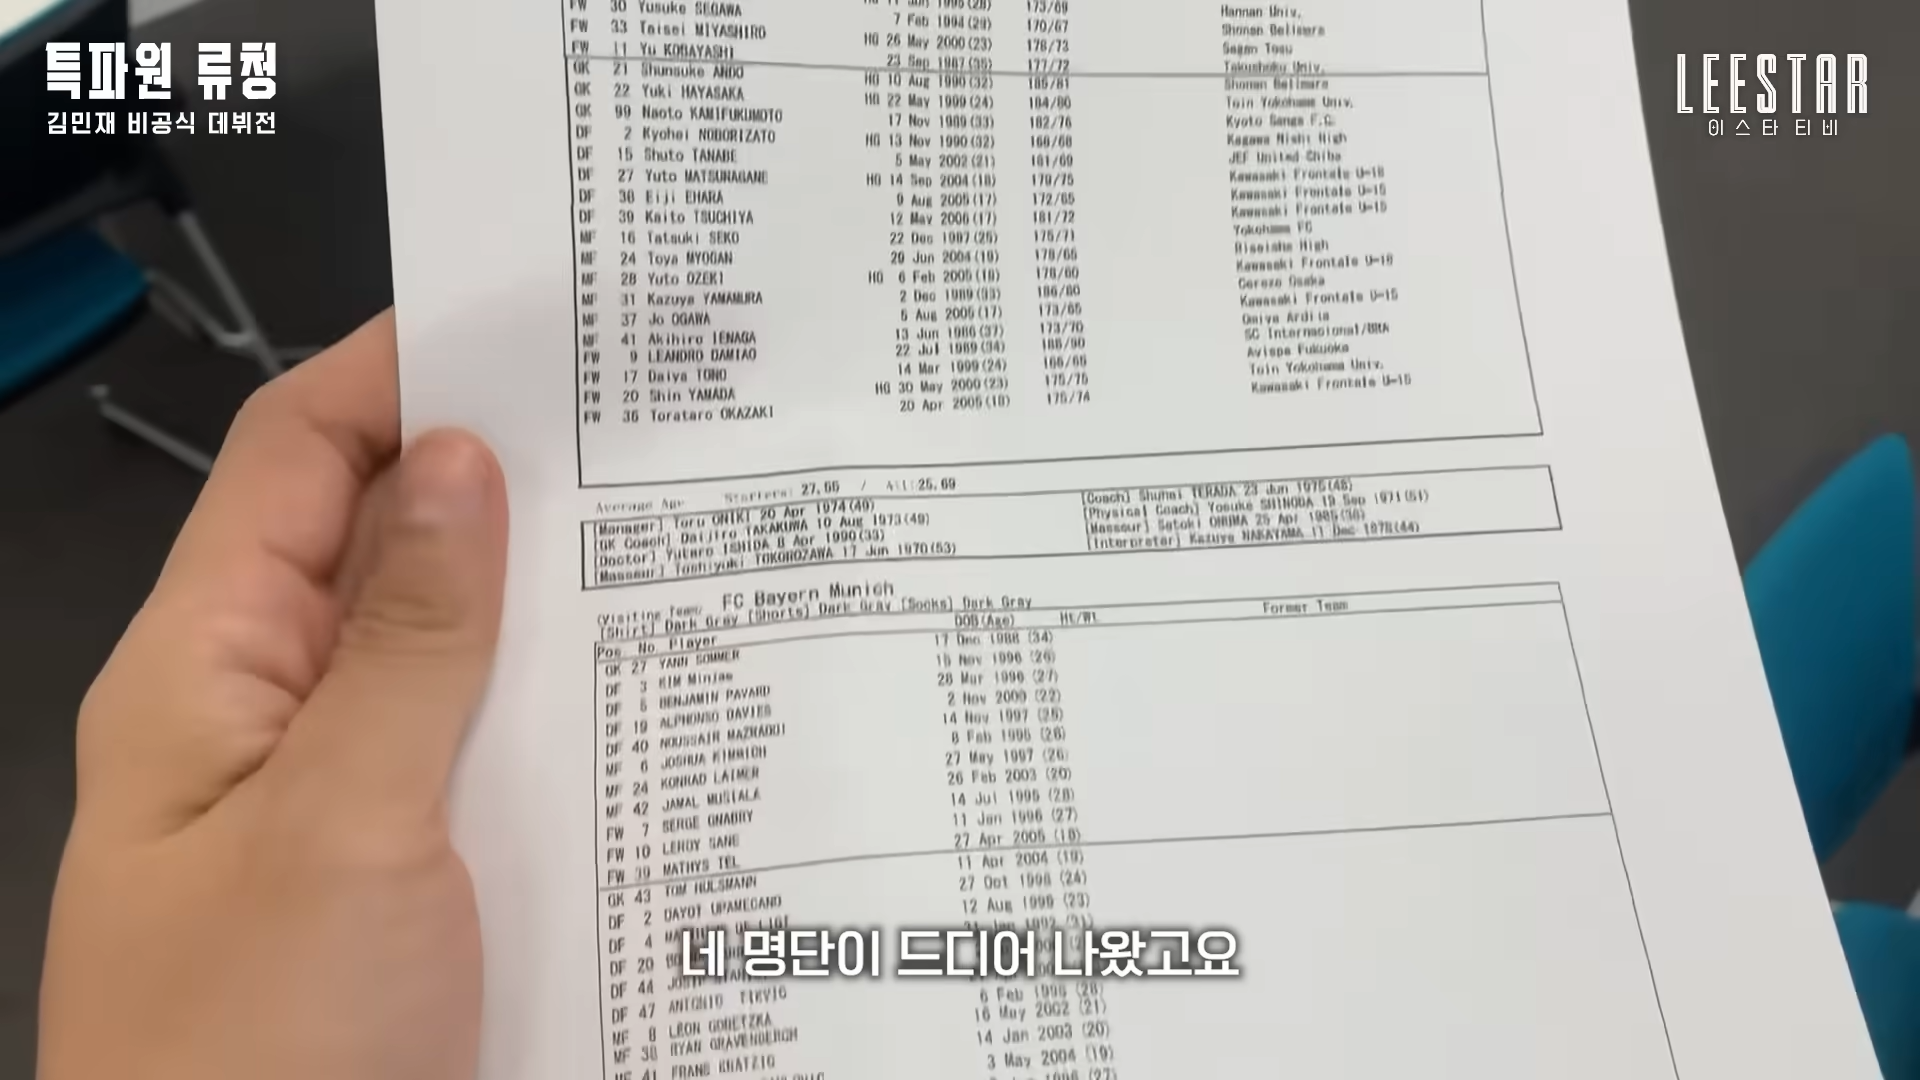 특파원 류청
김민재 비공식 데뷔전
LEESTAR
이스타티비
FW 30 Yusuke SEGAWA 173/69 Hannan Univ.
FW 33 Taisei MIYASHIRO 7 Feb 1994(29) 170/67 Shonan Bellmare
FW 11 Yu KOBAYASHI HG 26 May 2000(23) 178/73 Sagan Tosu
GK 21 Shunsuke ANDO 23 Sep 1987(35) 177/72 Takushoku Univ.
GK 22 Yuki HAYASAKA HG 10 Aug 1990(32) 185/81 Shonan Bellmare
GK 99 Naoto KAMIFUKUMOTO HG 22 May 1999(24) 184/80 Toin Yokohama Univ.
DF 2 Kyohei NOBORIZATO 17 Nov 1989(33) 182/76 Kyoto Sanga F.C.
DF 15 Shuto TANABE HG 13 Nov 1990(32) 168/68 Kagawa Nishi High
DF 27 Yuto MATSUNAGANE 5 May 2002(21) 181/69 JEF United Chiba
DF 38 Eiji EHARA HG 14 Sep 2004(18) 179/75 Kawasaki Frontale U-18
DF 39 Kaito TSUCHIYA 9 Aug 2005(17) 172/65 Kawasaki Frontale U-15
MF 16 Tatsuki SEKO 12 May 2006(17) 181/72 Kawasaki Frontale U-15
MF 24 Toya MYOGAN 22 Dec 1997(25) 175/71 Yokohama FC
MF 28 Yuto OZEKI 20 Jun 2004(19) 178/65 Riseisha High
MF 31 Kazuya YAMAMURA HG 6 Feb 2005(18) 178/60 Kawasaki Frontale U-18
MF 37 Jo OGAWA 2 Dec 1989(33) 186/80 Cerezo Osaka
MF 41 Akihiro IENAGA 5 Aug 2005(17) 173/65 Kawasaki Frontale U-15
FW 9 LEANDRO DAMIAO 13 Jun 1986(37) 173/70 Omiya Ardija
FW 17 Daiya TONO 22 Jul 1989(34) 188/90 SC Internacional/BRA
FW 20 Shin YAMADA 14 Mar 1999(24) 166/65 Avispa Fukuoka
FW 36 Torataro OKAZAKI HG 30 May 2000(23) 175/75 Toin Yokohama Univ.
20 Apr 2005(18) 175/74 Kawasaki Frontale U-15
Average Age Starters: 27.55 / All:25.69
[Manager] Toru ONIKI 20 Apr 1974(49) [Coach] Shuhei TERADA 23 Jun 1975(48)
[GK Coach] Daijiro TAKAKUWA 10 Aug 1973(49) [Physical Coach] Yosuke SHINODA 19 Sep 1971(51)
[Doctor] Yutaro ISHIDA 8 Apr 1990(33) [Masseur] Satoki ONUMA 25 Apr 1985(38)
[Masseur] Toshiyuki TOKOROZAWA 17 Jun 1970(53) [Interpreter] Kazuya NAKAYAMA 11 Dec 1978(44)
(Visiting Team) FC Bayern Munich
[Shirt] Dark Gray [Shorts] Dark Gray [Socks] Dark Gray
Pos. No. Player DOB(Age) Ht/Wt Former Team
GK 27 YANN SOMMER 17 Dec 1988 (34)
DF 3 KIM Minjae 15 Nov 1996 (26)
DF 5 BENJAMIN PAVARD 28 Mar 1996 (27)
DF 19 ALPHONSO DAVIES 2 Nov 2000 (22)
DF 40 NOUSSAIR MAZRAOUI 14 Nov 1997 (25)
MF 6 JOSHUA KIMMICH 8 Feb 1995 (28)
MF 24 KONRAD LAIMER 27 May 1997 (26)
MF 42 JAMAL MUSIALA 26 Feb 2003 (20)
FW 7 SERGE GNABRY 14 Jul 1995 (28)
FW 10 LEROY SANE 11 Jan 1996 (27)
FW 39 MATHYS TEL 27 Apr 2005 (18)
GK 43 TOM HULSMANN 11 Apr 2004 (19)
DF 2 DAYOT UPAMECANO 27 Oct 1998 (24)
DF 4 12 Aug 1999 (23)
DF 20
DF 44
DF 47
MF 8 LEON GORETZKA 6 Feb 1995 (28)
MF 38 RYAN GRAVENBERCH 16 May 2002 (21)
MF 41 FRANS KRATZIG 14 Jan 2003 (20)
3 May 2004 (19)
네 명단이 드디어 나왔고요